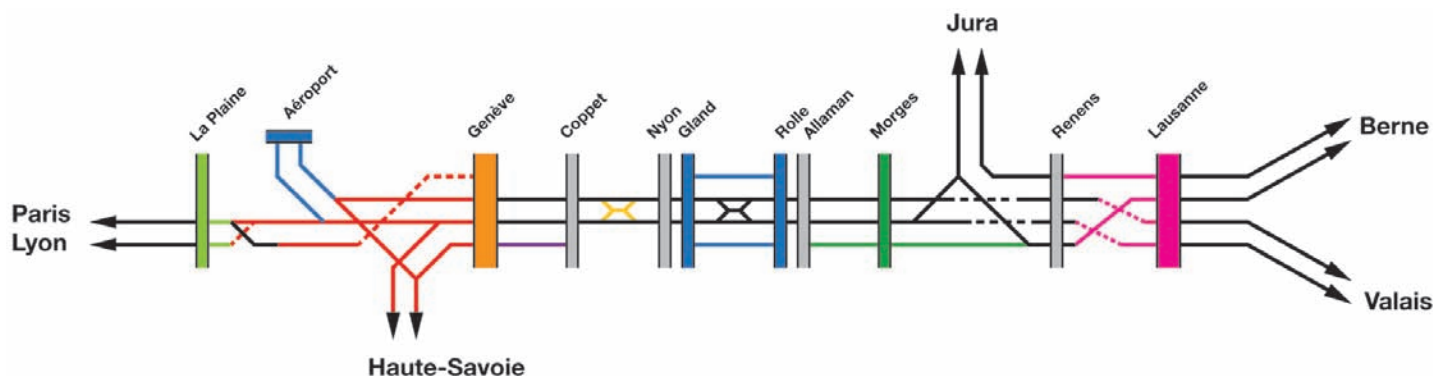 Jura
La Plaine
Aéroport
Genève
Coppet
Nyon
Gland
Rolle
Allaman
Morges
Renens
Lausanne
Berne
Paris
Lyon
Valais
Haute-Savoie